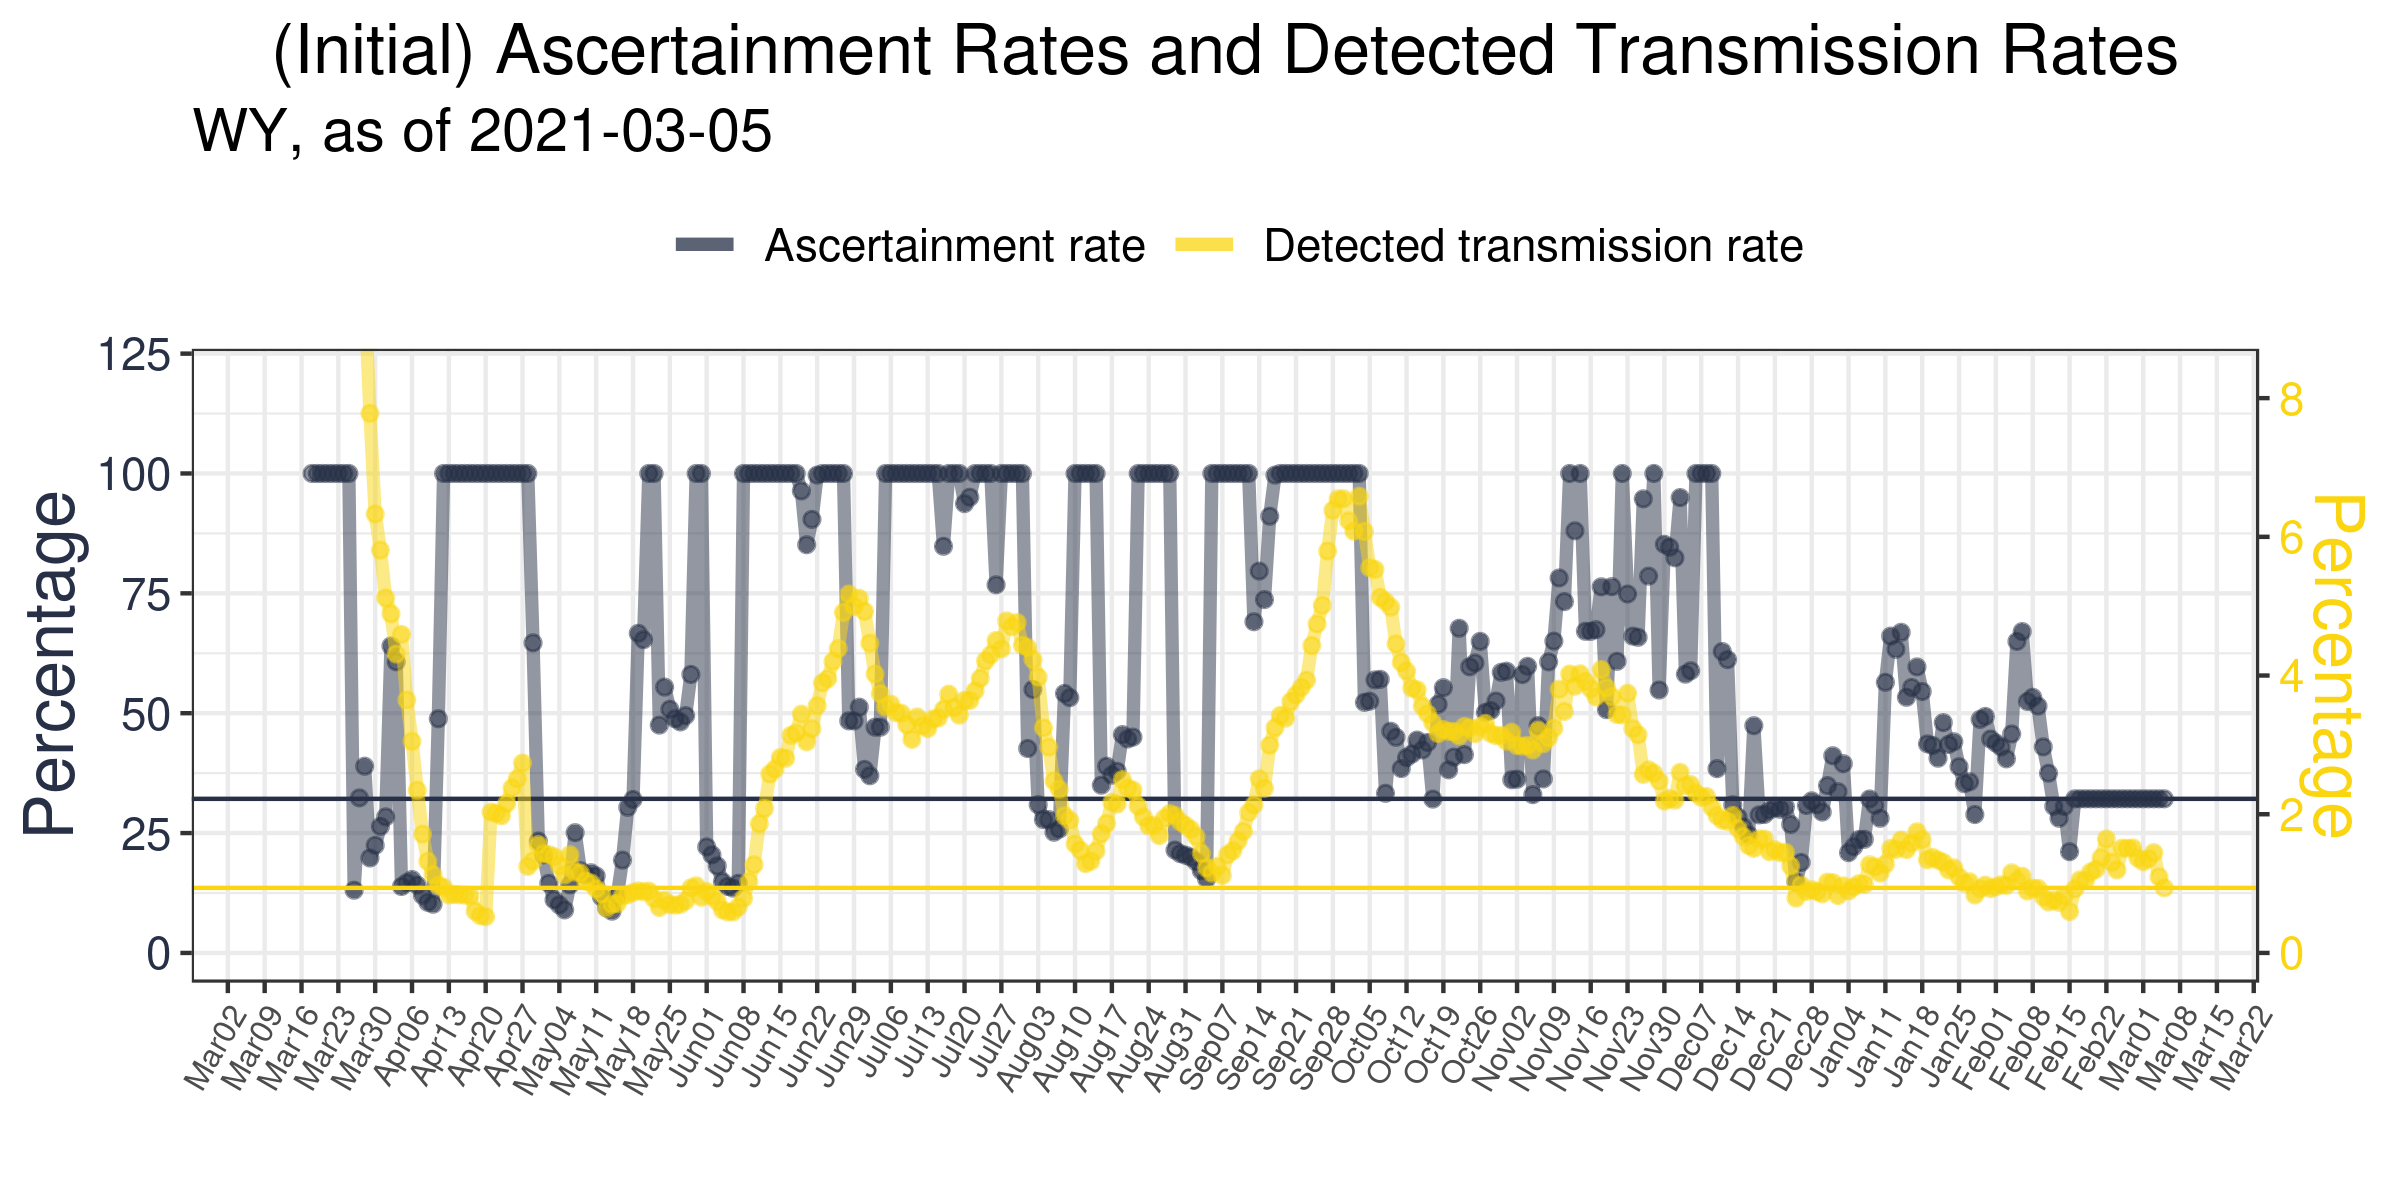 (Initial) Ascertainment Rates and Detected Transmission Rates
WY, as of 2021-03-05
Ascertainment rate
Detected transmission rate
125
100
75
50
25
0
Percentage
8
6
4
2
0
Percentage
Mar02
Mar09
Mar16
Mar23
Mar30
Apr06
Apr13
Apr20
Apr27
May04
May11
May18
May25
Jun01
Jun08
Jun15
Jun22
Jun29
Jul06
Jul13
Jul20
Jul27
Aug03
Aug10
Aug17
Aug24
Aug31
Sep07
Sep14
Sep21
Sep28
Oct05
Oct12
Oct19
Oct26
Nov02
Nov09
Nov16
Nov23
Nov30
Dec07
Dec14
Dec21
Dec28
Jan04
Jan11
Jan18
Jan25
Feb01
Feb08
Feb15
Feb22
Mar01
Mar08
Mar15
Mar22